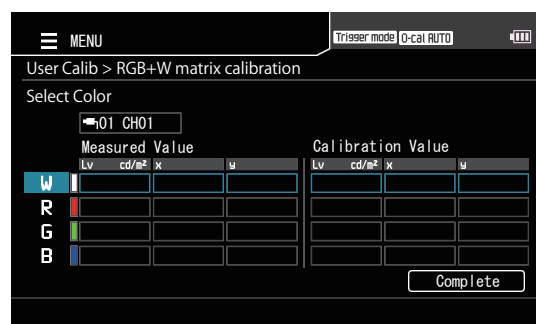 MENU Trigger mode O-cal AUTO
User Calib > RGB+W matrix calibration
Select Color
01 CH01
Measured Value Calibration Value
Lv cd/m² x y Lv cd/m² x y
W
R
G
B
Complete